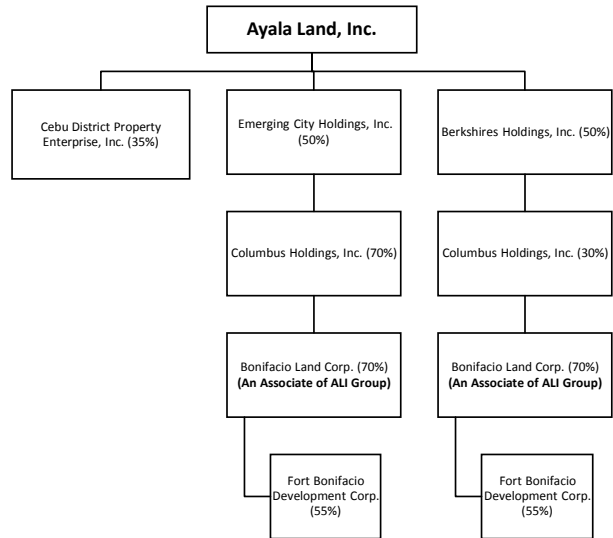 Ayala Land, Inc.
Cebu District Property
Enterprise, Inc. (35%)
Emerging City Holdings, Inc.
(50%)
Berkshires Holdings, Inc. (50%)
Columbus Holdings, Inc. (70%)
Columbus Holdings, Inc. (30%)
Bonifacio Land Corp. (70%)
(An Associate of ALI Group)
Bonifacio Land Corp. (70%)
(An Associate of ALI Group)
Fort Bonifacio
Development Corp.
(55%)
Fort Bonifacio
Development Corp.
(55%)